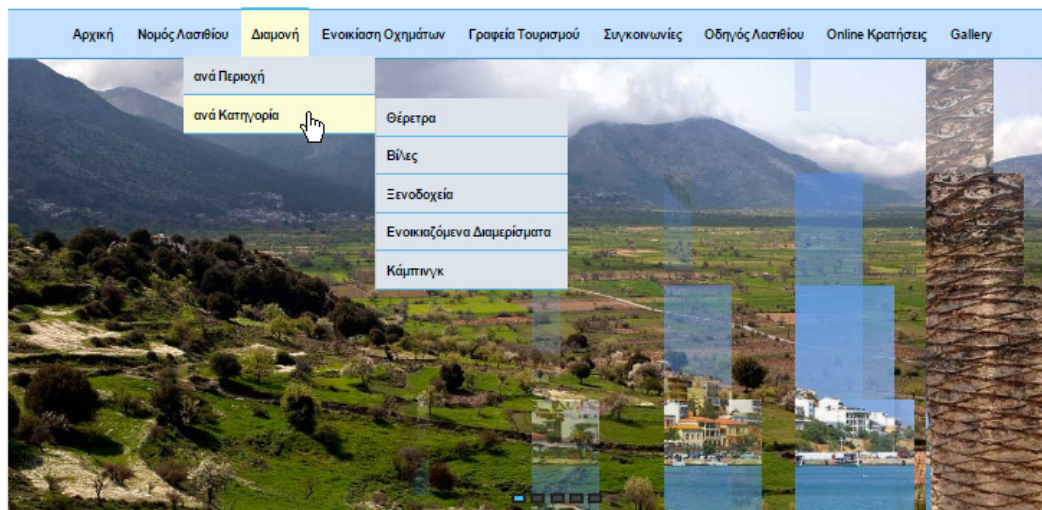 Αρχική Νομός Λασιθίου Διαμονή Ενοικίαση Οχημάτων Γραφεία Τουρισμού Συγκοινωνίες Οδηγός Λασιθίου Online Κρατήσεις Gallery
ανά Περιοχή
ανά Κατηγορία
Θέρετρα
Βίλες
Ξενοδοχεία
Ενοικιαζόμενα Διαμερίσματα
Κάμπινγκ